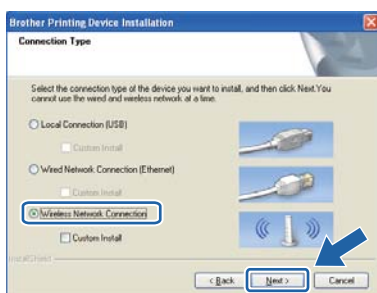 Brother Printing Device Installation
Connection Type
Select the connection type of the device you want to install, and then click Next. You
cannot use the wired and wireless network at a time.
Local Connection (USB)
Custom Install
Wired Network Connection (Ethernet)
Custom Install
Wireless Network Connection
Custom Install
InstallShield
< Back
Next >
Cancel